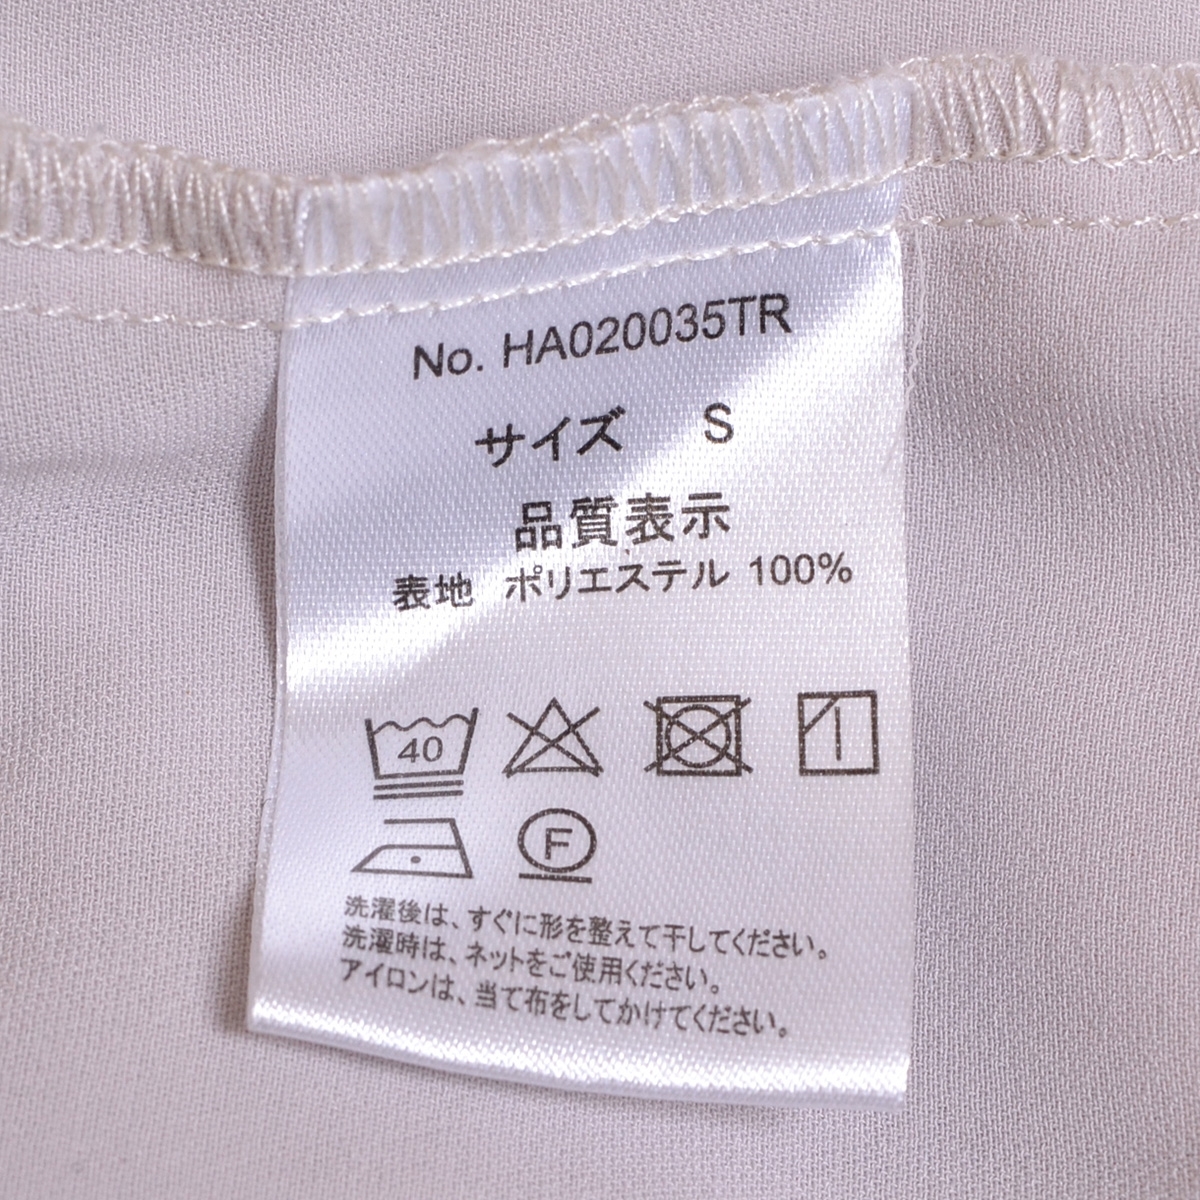 No. HA020035TR
サイズ S
品質表示
表地 ポリエステル 100%
40
F
洗濯後は、すぐに形を整えて干してください。
洗濯時は、ネットをご使用ください。
アイロンは、当て布をしてかけてください。